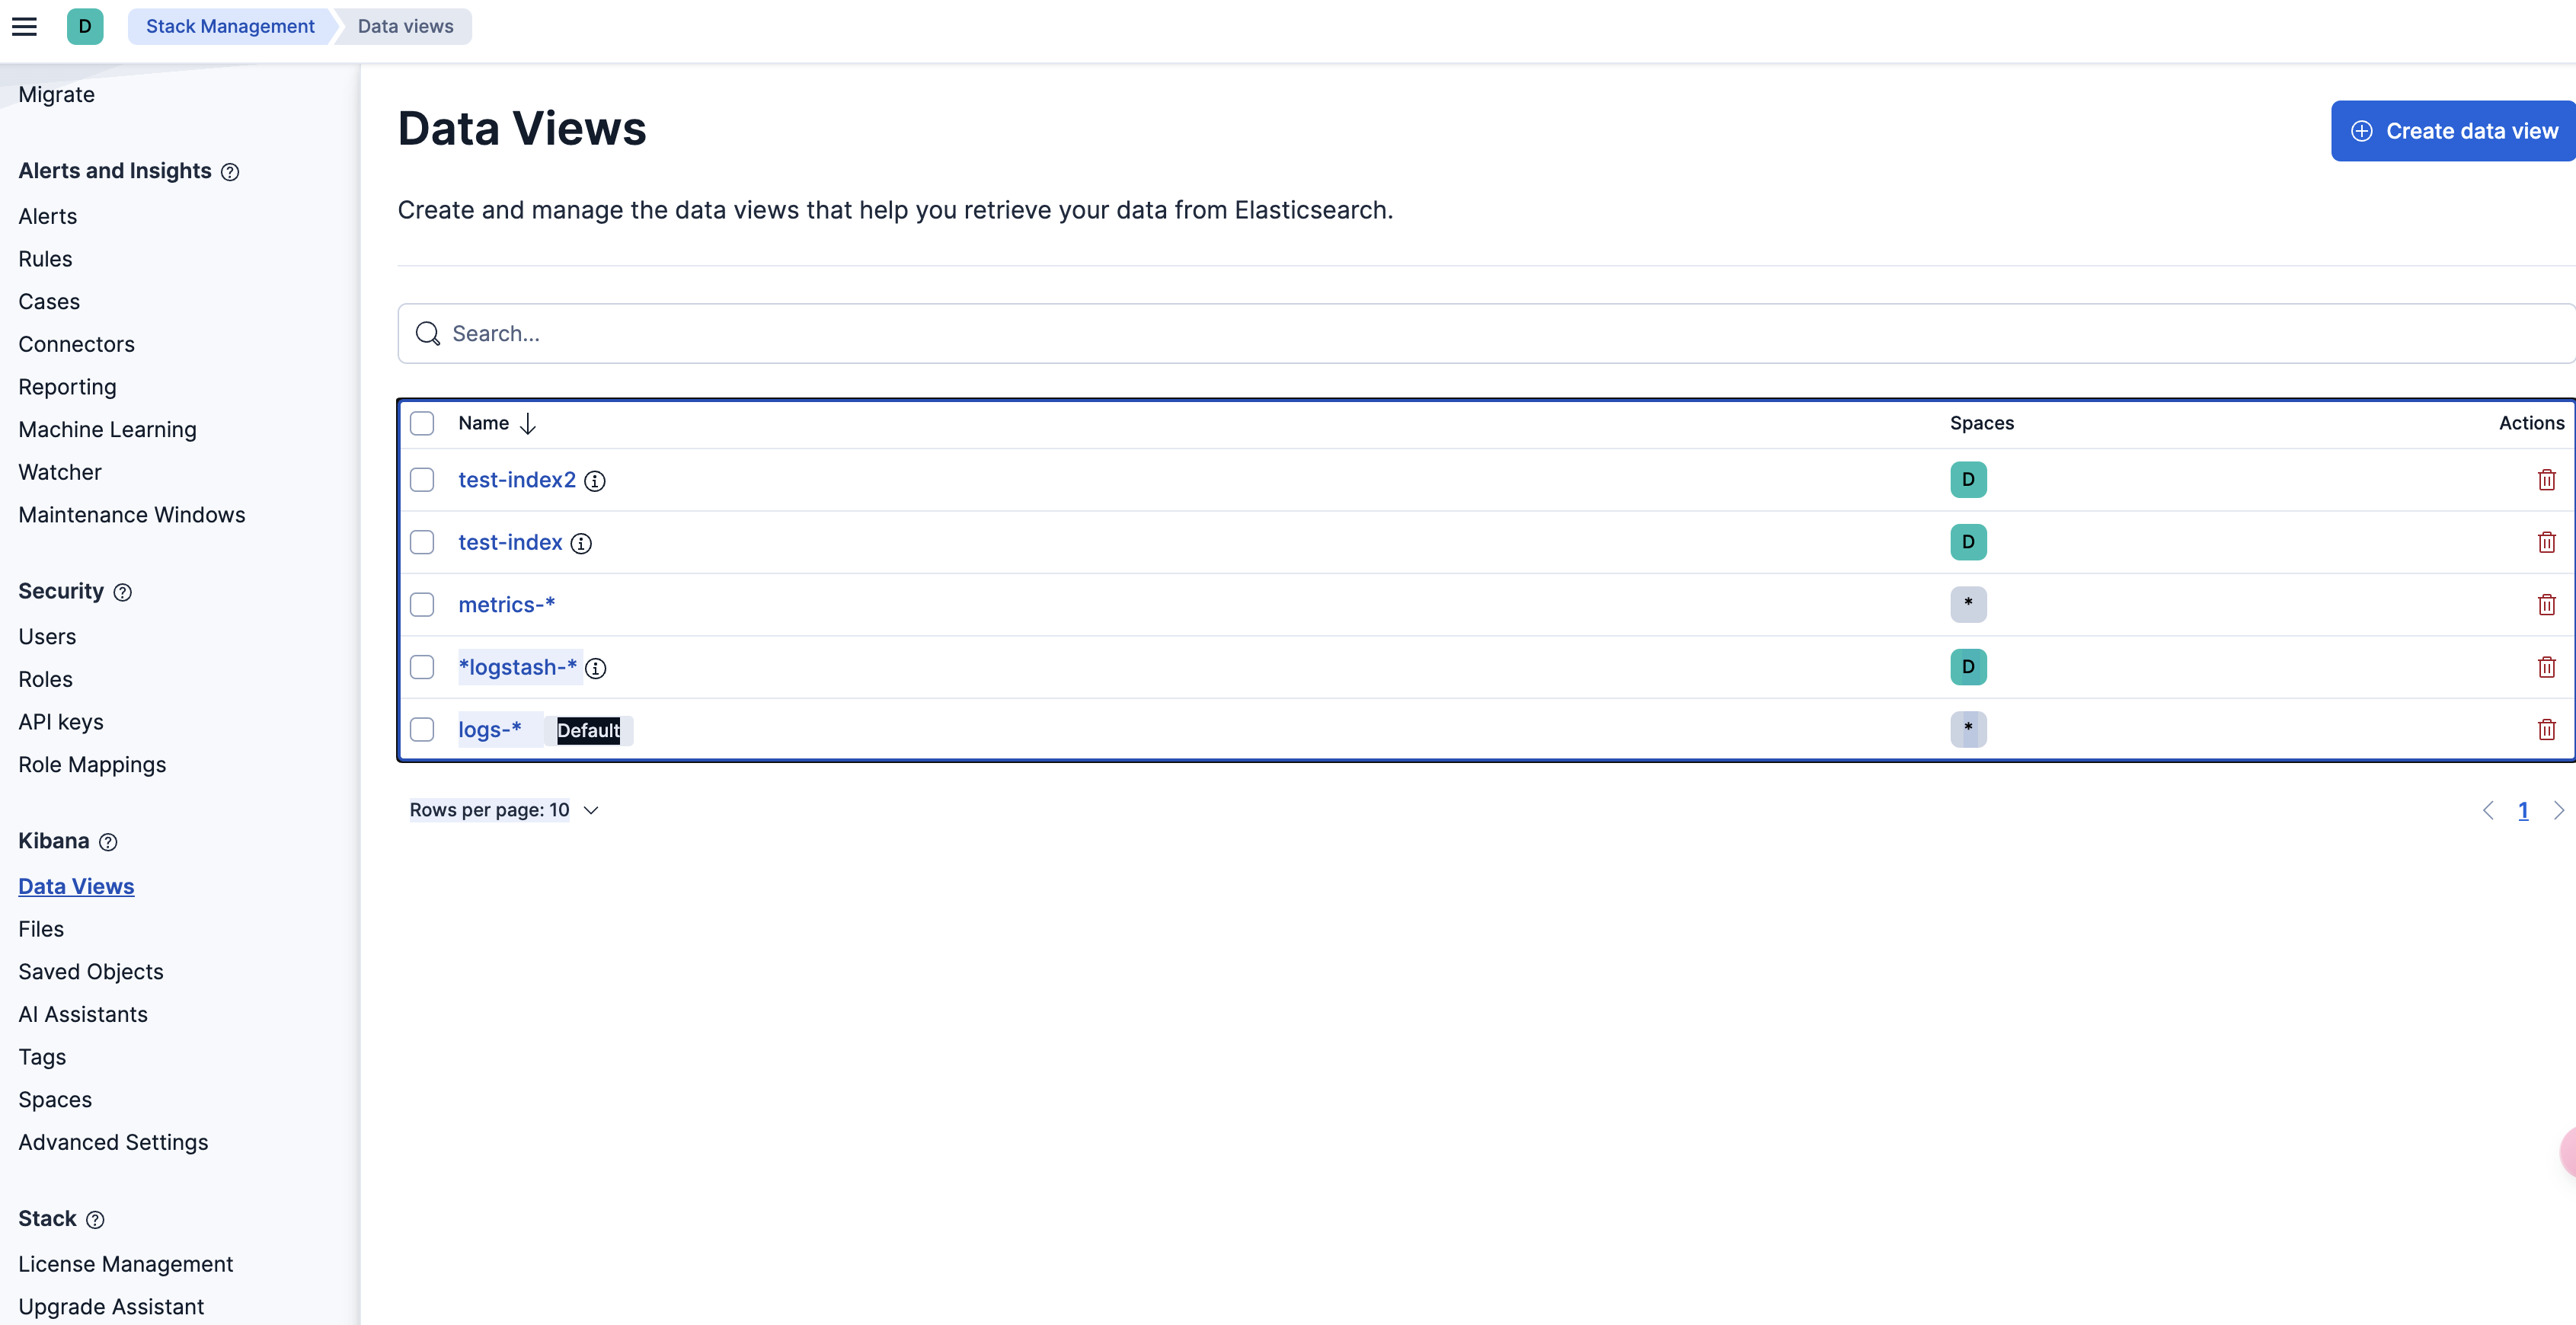 D Stack Management Data views
Migrate
Alerts and Insights
Alerts
Rules
Cases
Connectors
Reporting
Machine Learning
Watcher
Maintenance Windows
Security
Users
Roles
API keys
Role Mappings
Kibana
Data Views
Files
Saved Objects
AI Assistants
Tags
Spaces
Advanced Settings
Stack
License Management
Upgrade Assistant
Data Views
Create data view
Create and manage the data views that help you retrieve your data from Elasticsearch.
Search...
Name Spaces Actions
test-index2 D
test-index D
metrics-* *
*logstash-* D
logs-* Default *
Rows per page: 10 1